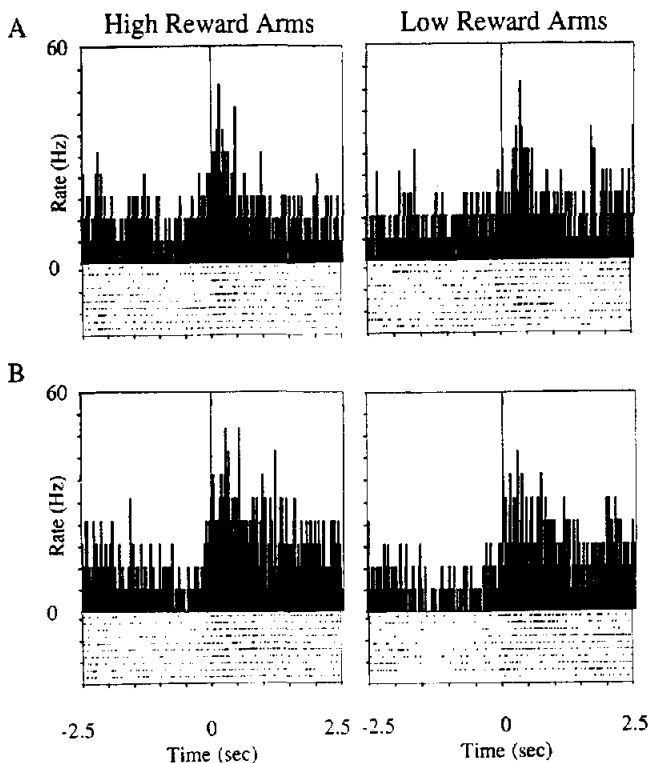 High Reward Arms Low Reward Arms
A
60
Rate (Hz)
0
B
60
Rate (Hz)
0
-2.5 0 2.5 -2.5 0 2.5
Time (sec) Time (sec)